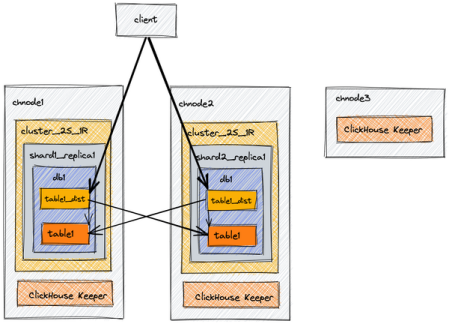 client
chnode1
cluster_2S_1R
shard1_replica1
db1
table1_dist
table1
ClickHouse Keeper
chnode2
cluster_2S_1R
shard2_replica1
db1
table1_dist
table1
ClickHouse Keeper
chnode3
ClickHouse Keeper